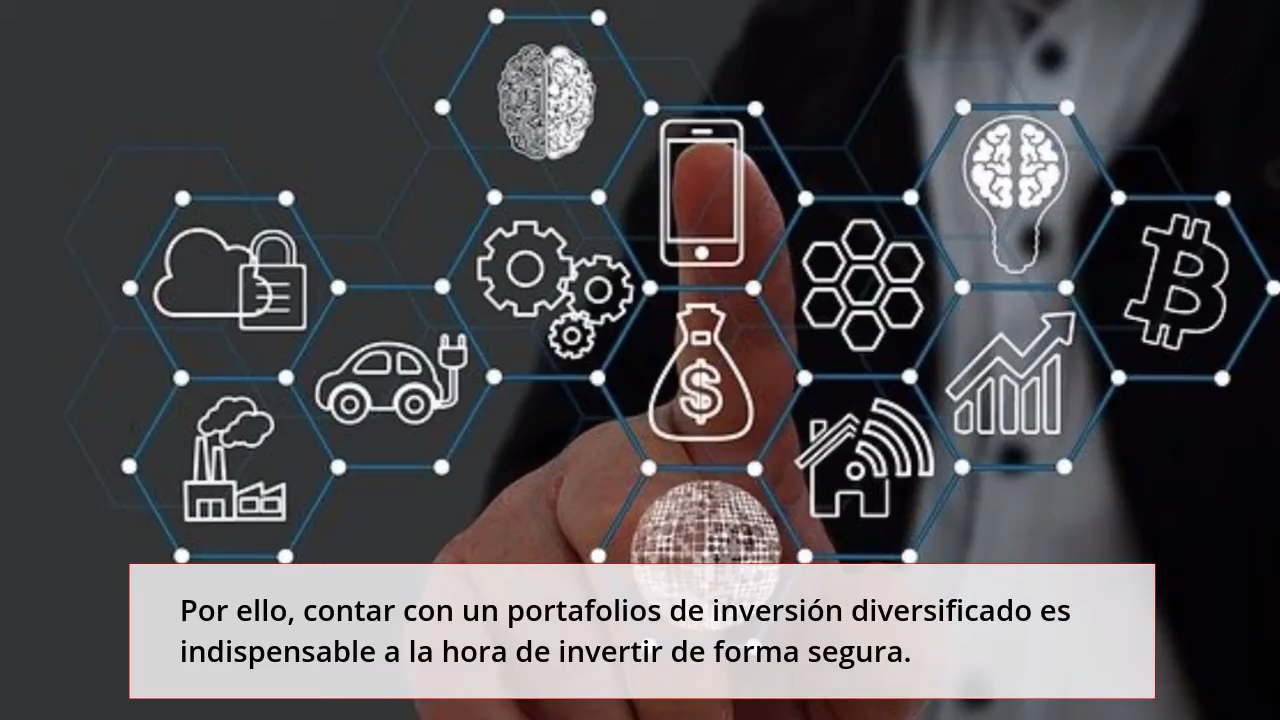 Por ello, contar con un portafolios de inversión diversificado es
indispensable a la hora de invertir de forma segura.